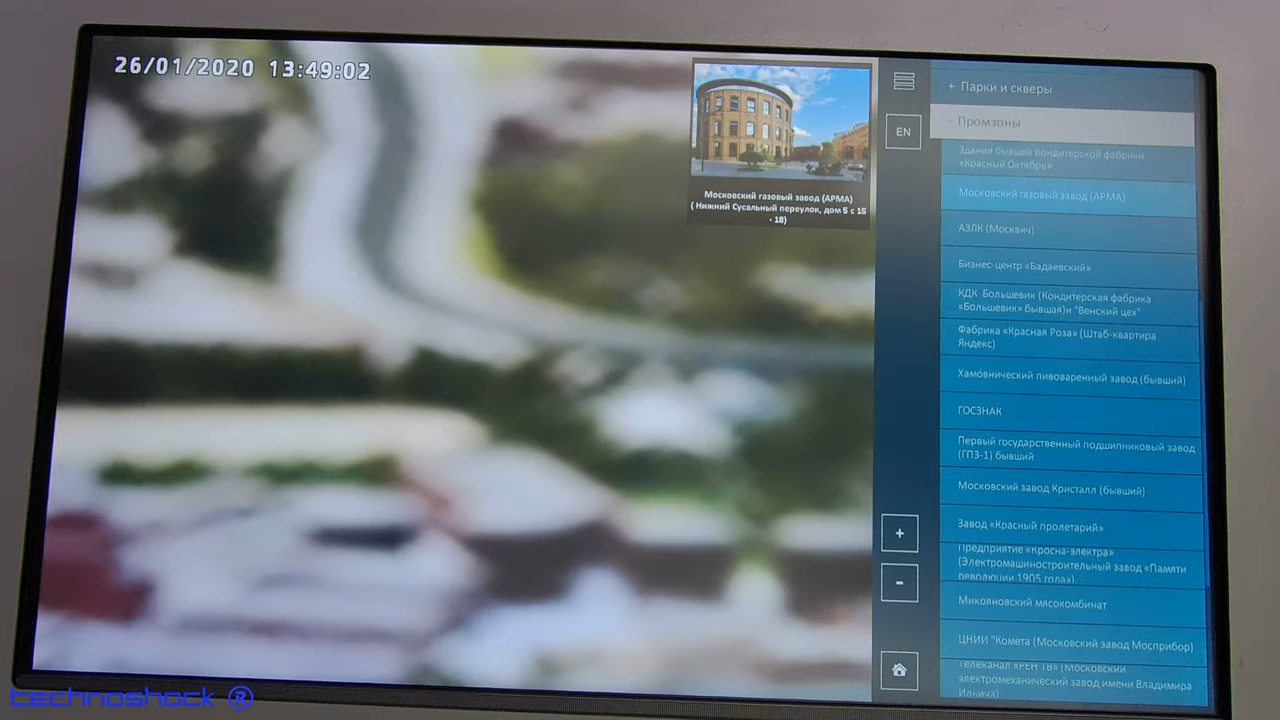 26/01/2020 13:49:02
Московский газовый завод (АРМА)
( Нижний Сусальный переулок, дом 5 с 15
- 18)
EN
+
-
+ Парки и скверы
- Промзоны
Здания бывшей Кондитерской фабрики
«Красный Октябрь»
Московский газовый завод (АРМА)
АЗЛК (Москвич)
Бизнес-центр «Бадаевский»
КДК Большевик (Кондитерская фабрика
«Большевик» бывшая)и "Венский цех"
Фабрика «Красная Роза» (Штаб-квартира
Яндекс)
Хамовнический пивоваренный завод (бывший)
ГОСЗНАК
Первый государственный подшипниковый завод
(ГПЗ-1) бывший
Московский завод Кристалл (бывший)
Завод «Красный пролетарий»
Предприятие «Кросна-электра»
(Электромашиностроительный завод «Памяти
революции 1905 года»)
Микояновский мясокомбинат
ЦНИИ "Комета (Московский завод Мосприбор)
Телеканал «РЕН ТВ» (Московский
электромеханический завод имени Владимира
Ильича)
technoshock ®